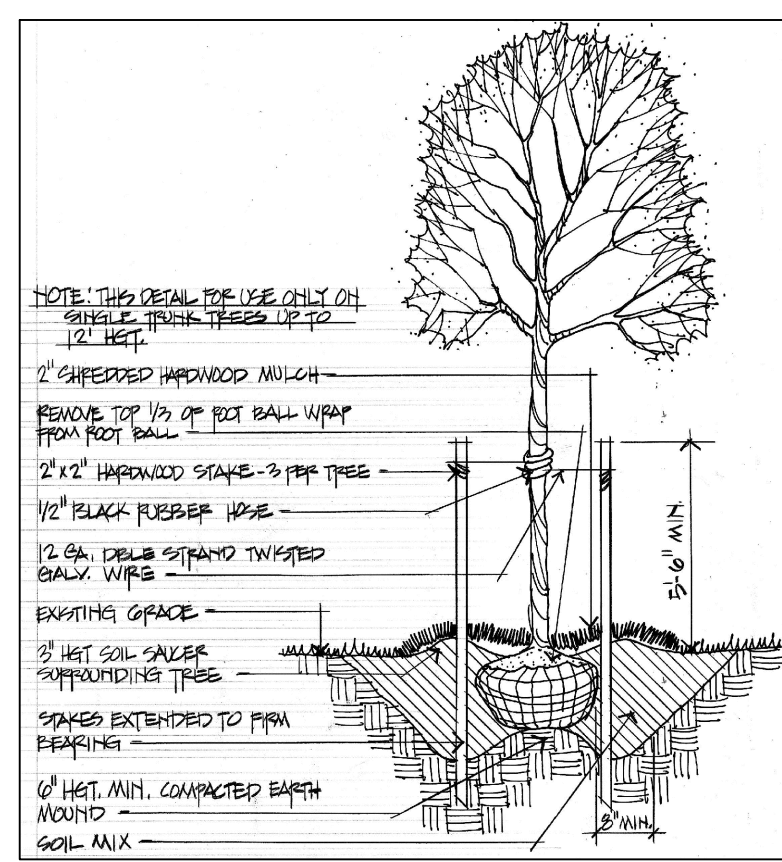 NOTE: THIS DETAIL FOR USE ONLY ON
SINGLE TRUNK TREES UP TO
12' HGT.
2" SHREDDED HARDWOOD MULCH
REMOVE TOP 1/3 OF ROOT BALL WRAP
FROM ROOT BALL
2" x 2" HARDWOOD STAKE - 3 PER TREE
1/2" BLACK RUBBER HOSE
12 GA. DBLE STRAND TWISTED
GALV. WIRE
EXISTING GRADE
3" HGT SOIL SAUCER
SURROUNDING TREE
STAKES EXTENDED TO FIRM
BEARING
6" HGT. MIN. COMPACTED EARTH
MOUND
SOIL MIX
5'-6" MIN.
8" MIN.